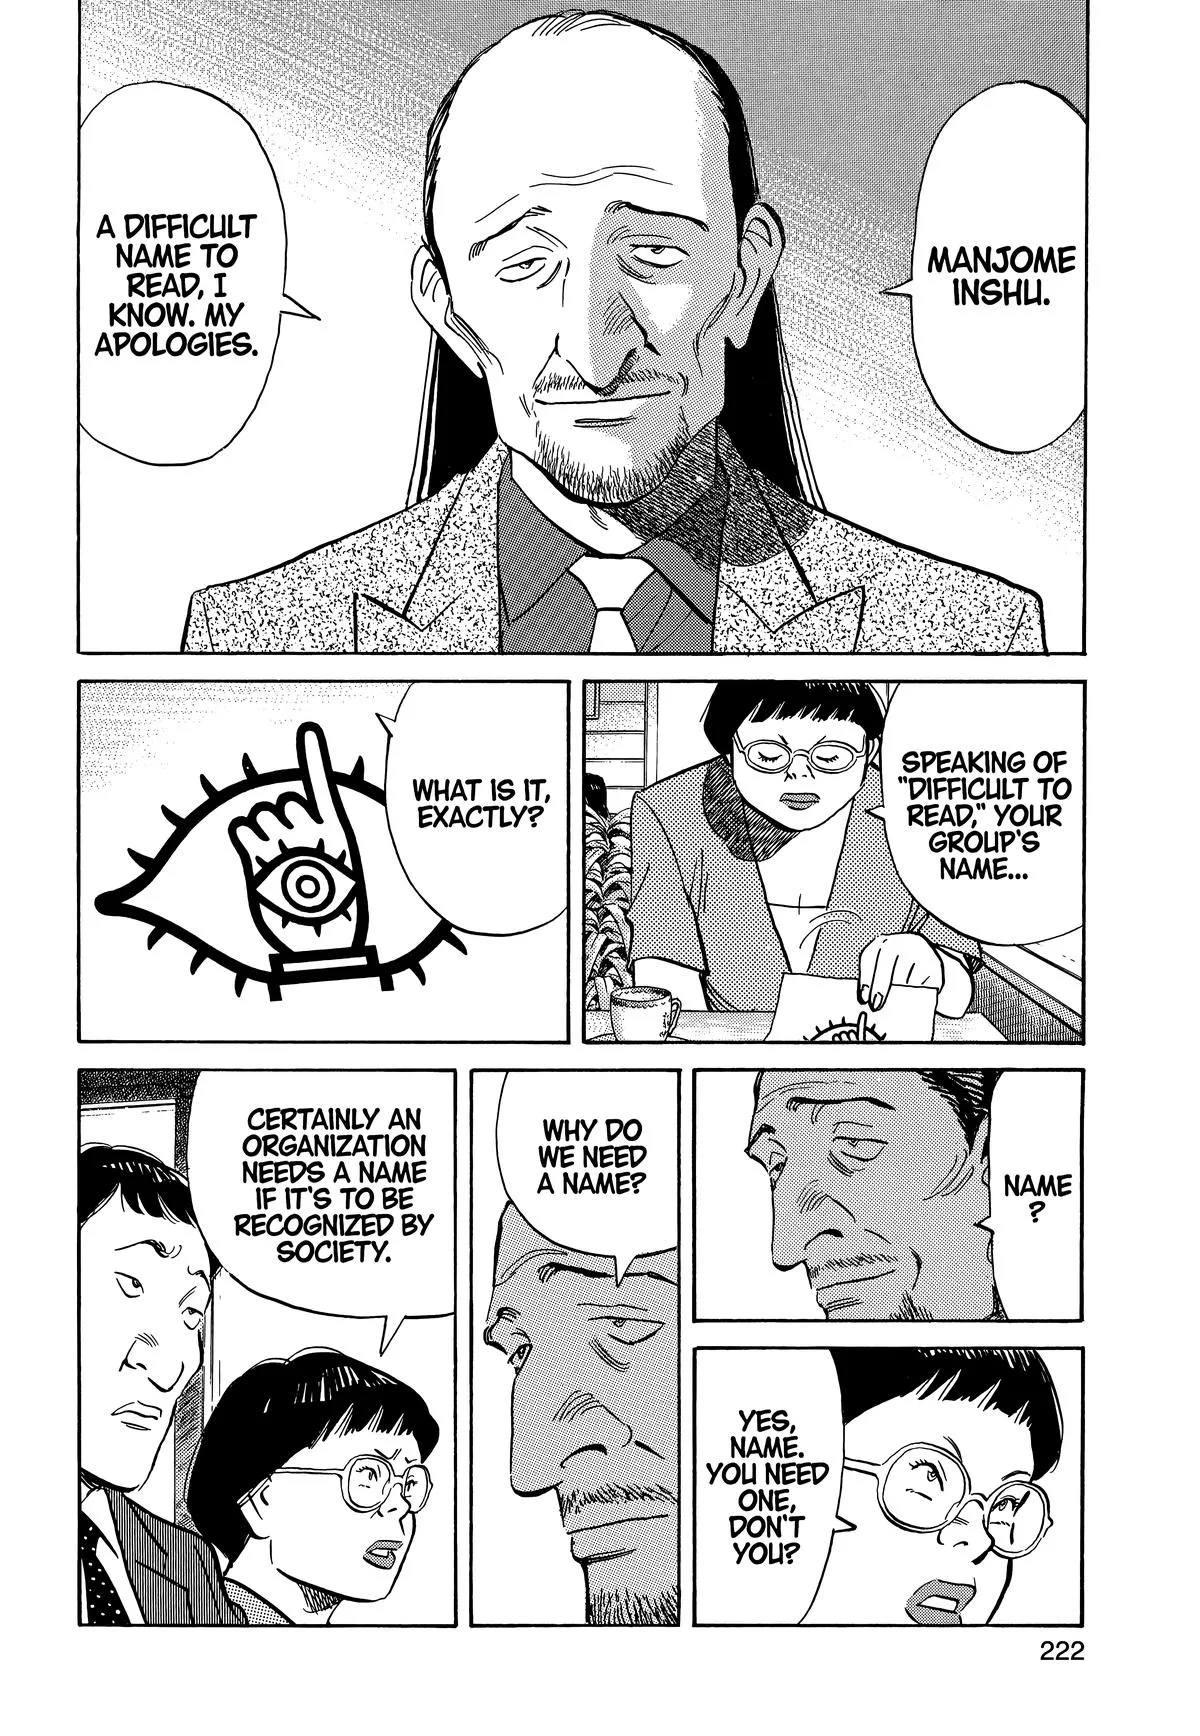 MANJOME
INSHU.
A DIFFICULT
NAME TO
READ, I
KNOW. MY
APOLOGIES.
SPEAKING OF
"DIFFICULT TO
READ," YOUR
GROUP'S
NAME...
WHAT IS IT,
EXACTLY?
NAME
?
YES,
NAME.
YOU NEED
ONE,
DON'T
YOU?
WHY DO
WE NEED
A NAME?
CERTAINLY AN
ORGANIZATION
NEEDS A NAME
IF IT'S TO BE
RECOGNIZED BY
SOCIETY.
222